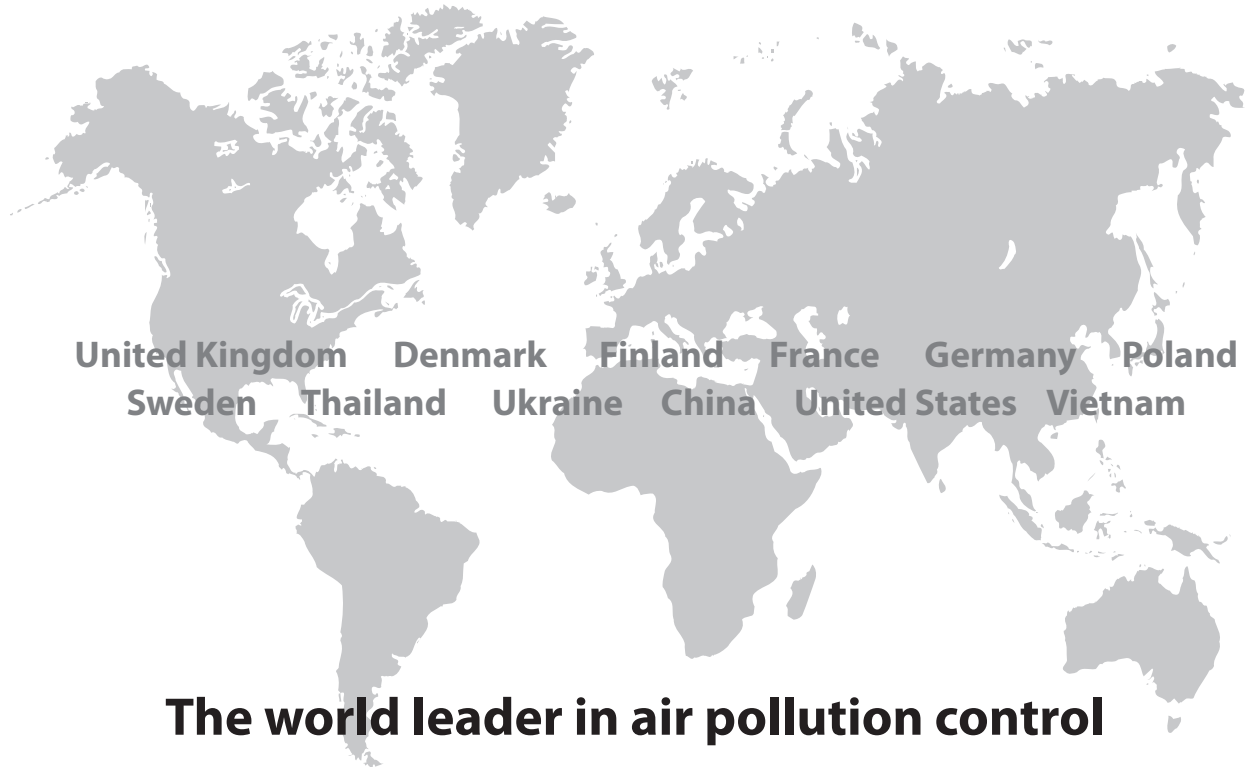 United Kingdom Denmark Finland France Germany Poland
Sweden Thailand Ukraine China United States Vietnam
The world leader in air pollution control